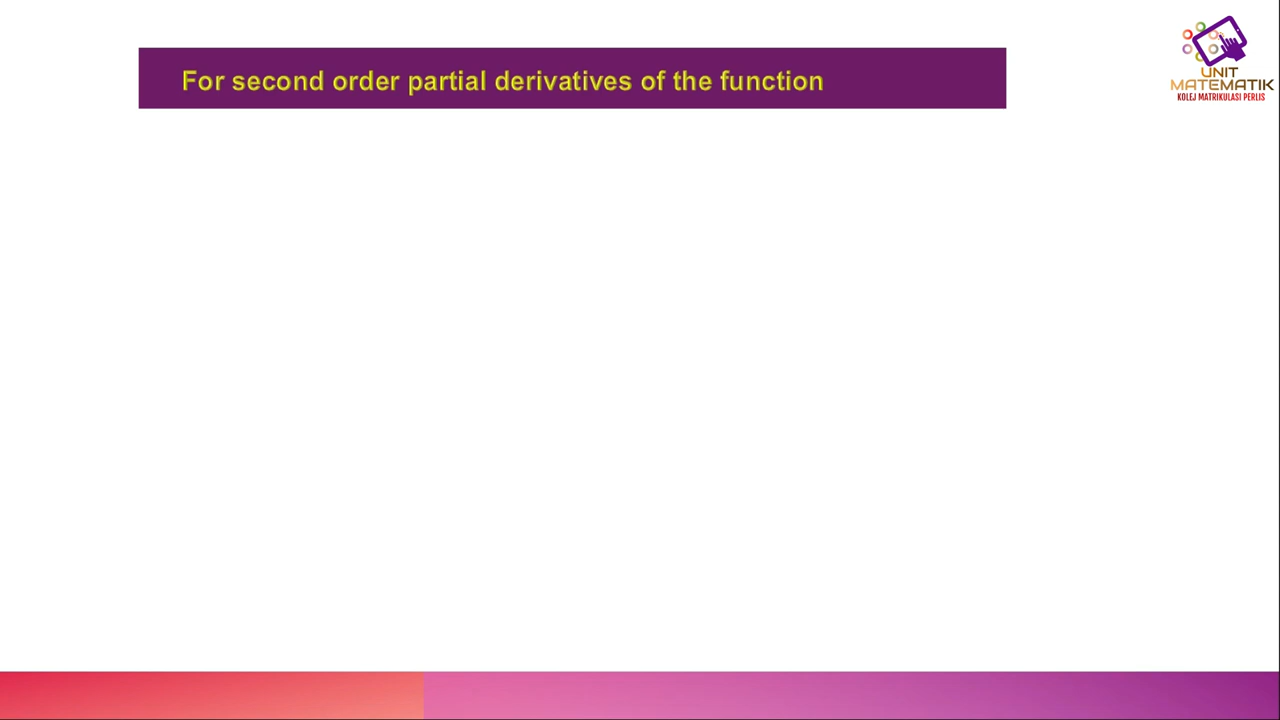 For second order partial derivatives of the function
UNIT
MATEMATIK
KOLEJ MATRIKULASI PERLIS